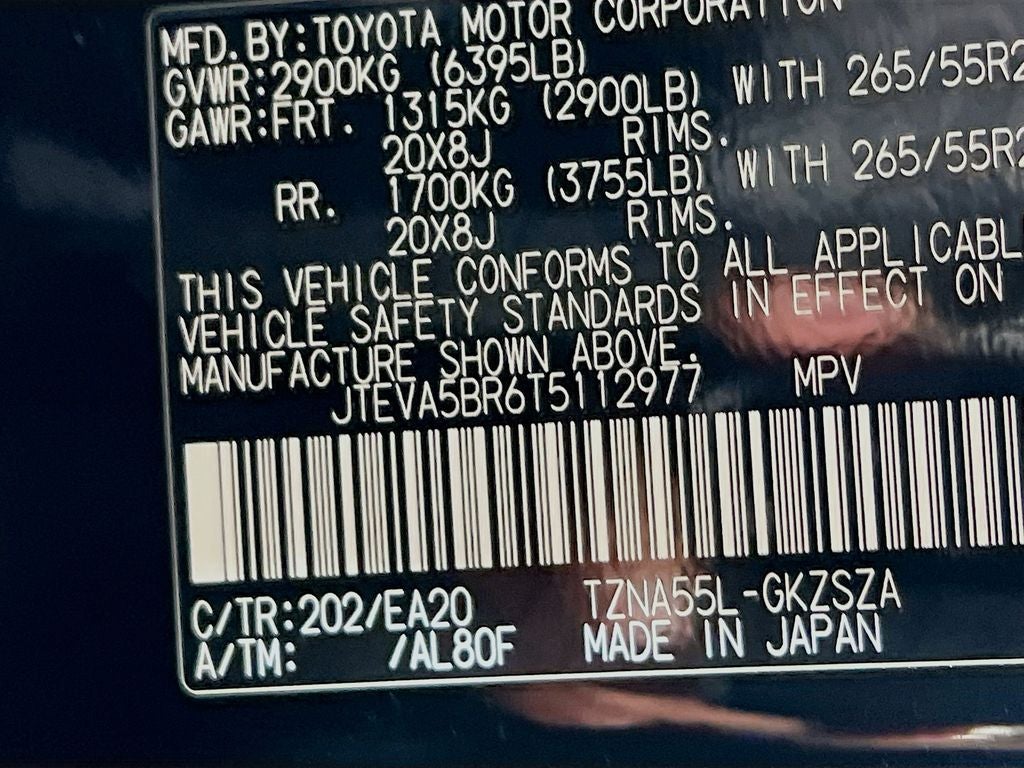 MFD.BY:TOYOTA MOTOR CORPORATION
GVWR:2900KG (6395LB)
GAWR:FRT. 1315KG (2900LB) WITH 265/55R2
20X8J RIMS.
RR. 1700KG (3755LB) WITH 265/55R2
20X8J RIMS.
THIS VEHICLE CONFORMS TO ALL APPLICABL
VEHICLE SAFETY STANDARDS IN EFFECT ON
MANUFACTURE SHOWN ABOVE.
JTEVA5BR6T5112977 MPV
C/TR:202/EA20 TZNA55L-GKZSZA
A/TM: /AL80F MADE IN JAPAN